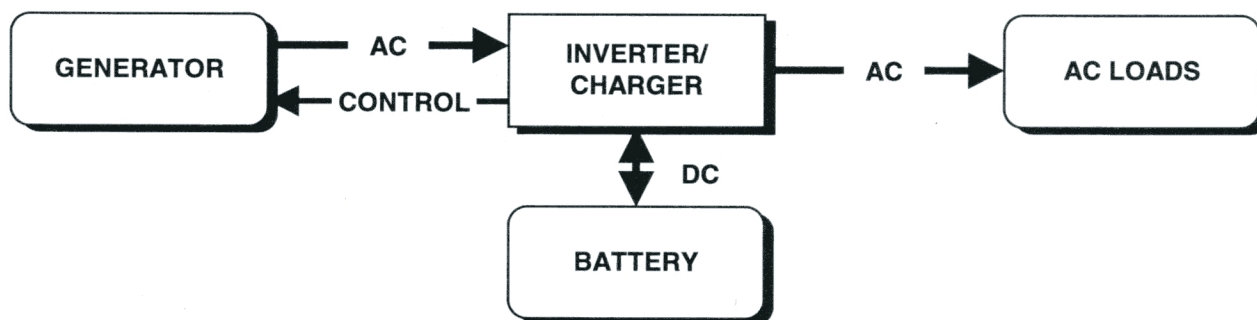 GENERATOR
AC
CONTROL
INVERTER/
CHARGER
AC
AC LOADS
DC
BATTERY